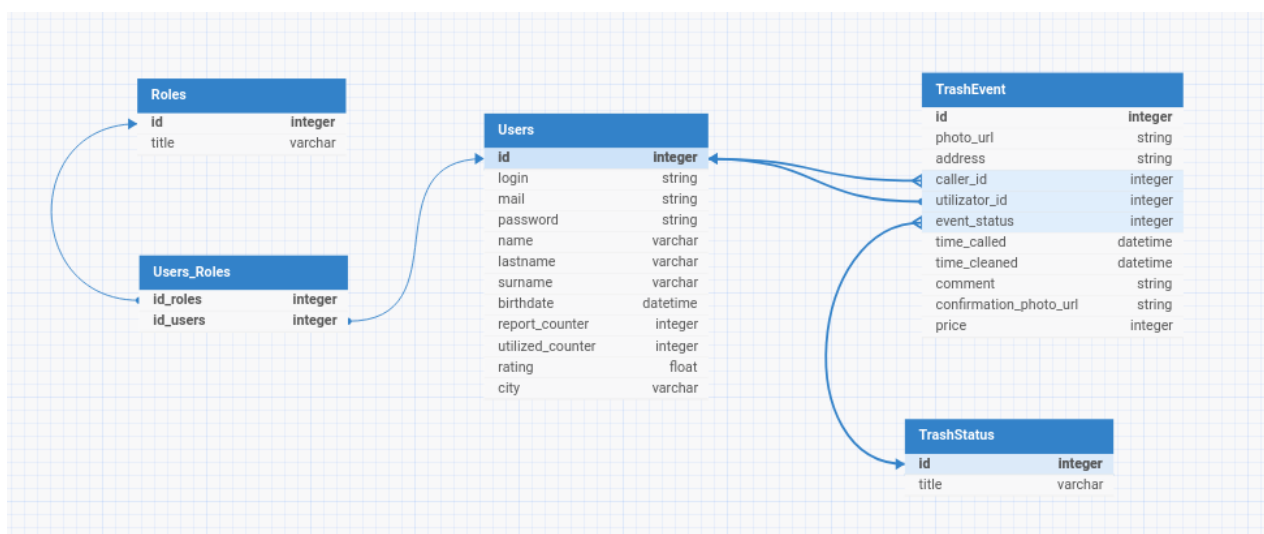 Roles
id integer
title varchar
Users_Roles
id_roles integer
id_users integer
Users
id integer
login string
mail string
password string
name varchar
lastname varchar
surname varchar
birthdate datetime
report_counter integer
utilized_counter integer
rating float
city varchar
TrashEvent
id integer
photo_url string
address string
caller_id integer
utilizator_id integer
event_status integer
time_called datetime
time_cleaned datetime
comment string
confirmation_photo_url string
price integer
TrashStatus
id integer
title varchar